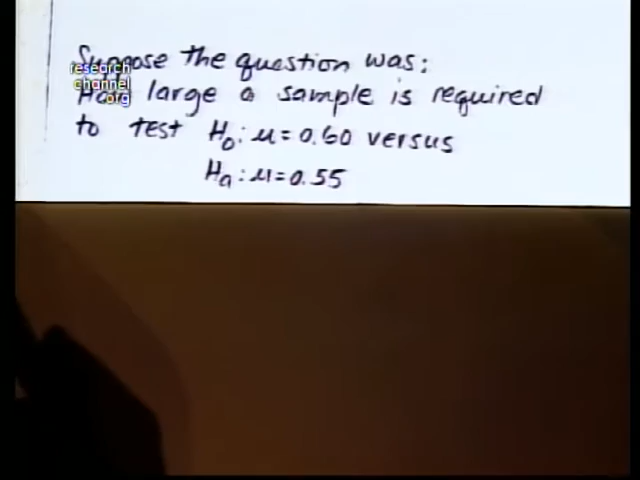 Suppose the question was:
research
channel
.org
How large a sample is required
to test H₀: μ = 0.60 versus
Hₐ: μ = 0.55